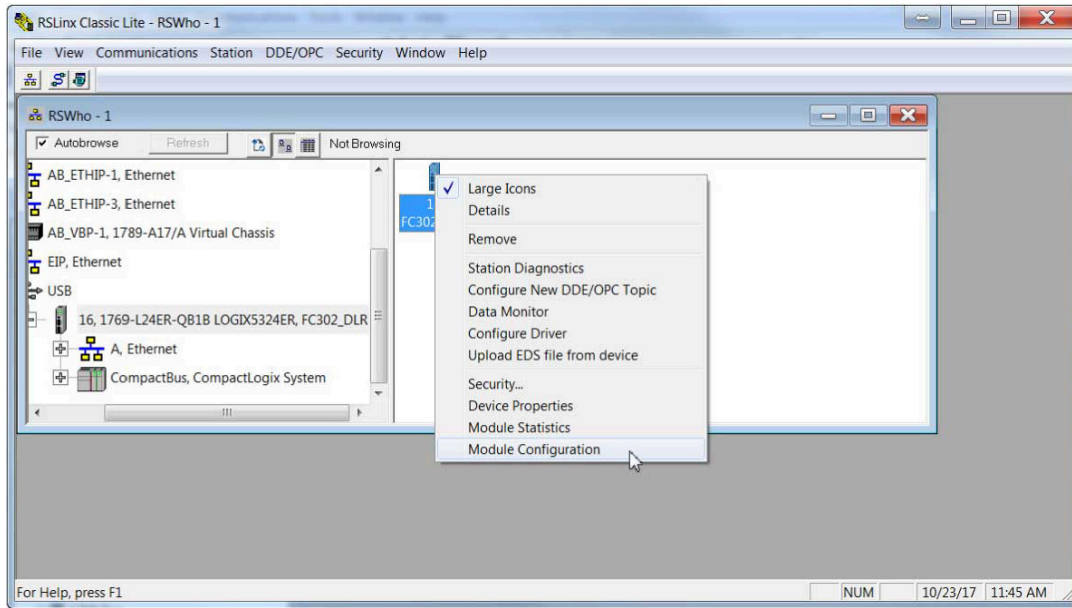 RSLinx Classic Lite - RSWho - 1
File View Communications Station DDE/OPC Security Window Help
RSWho - 1
Autobrowse Refresh Not Browsing
AB_ETHIP-1, Ethernet
AB_ETHIP-3, Ethernet
AB_VBP-1, 1789-A17/A Virtual Chassis
EIP, Ethernet
USB
16, 1769-L24ER-QB1B LOGIX5324ER, FC302_DLR
A, Ethernet
CompactBus, CompactLogix System
1
FC302
Large Icons
Details
Remove
Station Diagnostics
Configure New DDE/OPC Topic
Data Monitor
Configure Driver
Upload EDS file from device
Security...
Device Properties
Module Statistics
Module Configuration
For Help, press F1 NUM 10/23/17 11:45 AM